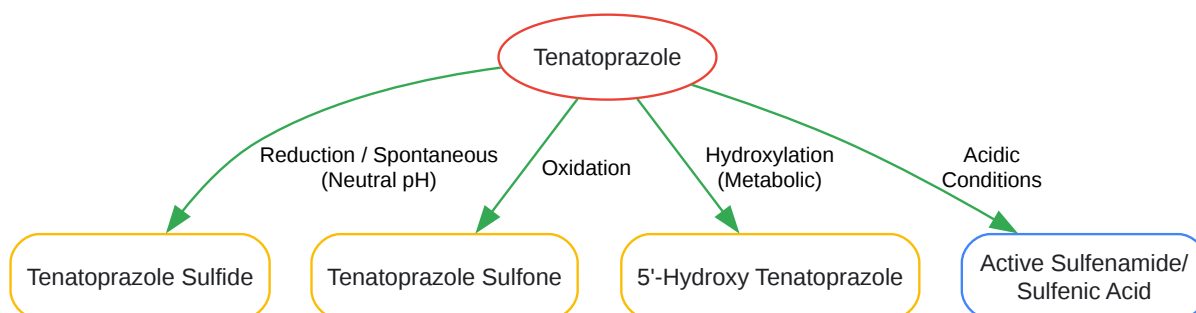 Tenatoprazole
Reduction / Spontaneous
(Neutral pH)
Oxidation
Hydroxylation
(Metabolic)
Acidic
Conditions
Tenatoprazole Sulfide
Tenatoprazole Sulfone
5'-Hydroxy Tenatoprazole
Active Sulfenamide/
Sulfenic Acid